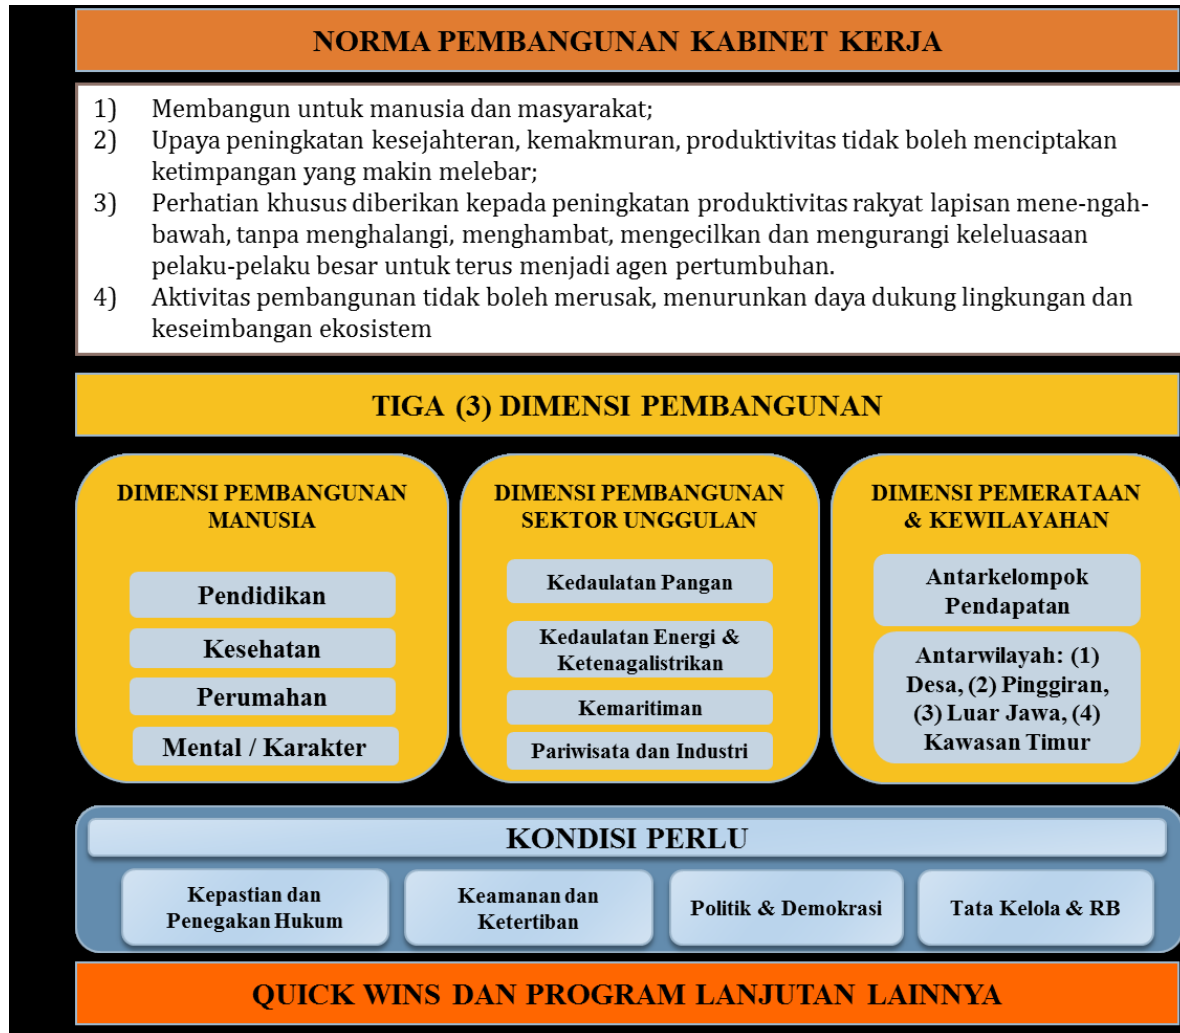 NORMA PEMBANGUNAN KABINET KERJA
1) Membangun untuk manusia dan masyarakat;
2) Upaya peningkatan kesejahteran, kemakmuran, produktivitas tidak boleh menciptakan
ketimpangan yang makin melebar;
3) Perhatian khusus diberikan kepada peningkatan produktivitas rakyat lapisan mene-ngah-
bawah, tanpa menghalangi, menghambat, mengecilkan dan mengurangi keleluasaan
pelaku-pelaku besar untuk terus menjadi agen pertumbuhan.
4) Aktivitas pembangunan tidak boleh merusak, menurunkan daya dukung lingkungan dan
keseimbangan ekosistem
TIGA (3) DIMENSI PEMBANGUNAN
DIMENSI PEMBANGUNAN
MANUSIA
Pendidikan
Kesehatan
Perumahan
Mental / Karakter
DIMENSI PEMBANGUNAN
SEKTOR UNGGULAN
Kedaulatan Pangan
Kedaulatan Energi &
Ketenagalistrikan
Kemaritiman
Pariwisata dan Industri
DIMENSI PEMERATAAN
& KEWILAYAHAN
Antarkelompok
Pendapatan
Antarwilayah: (1)
Desa, (2) Pinggiran,
(3) Luar Jawa, (4)
Kawasan Timur
KONDISI PERLU
Kepastian dan
Penegakan Hukum
Keamanan dan
Ketertiban
Politik & Demokrasi
Tata Kelola & RB
QUICK WINS DAN PROGRAM LANJUTAN LAINNYA